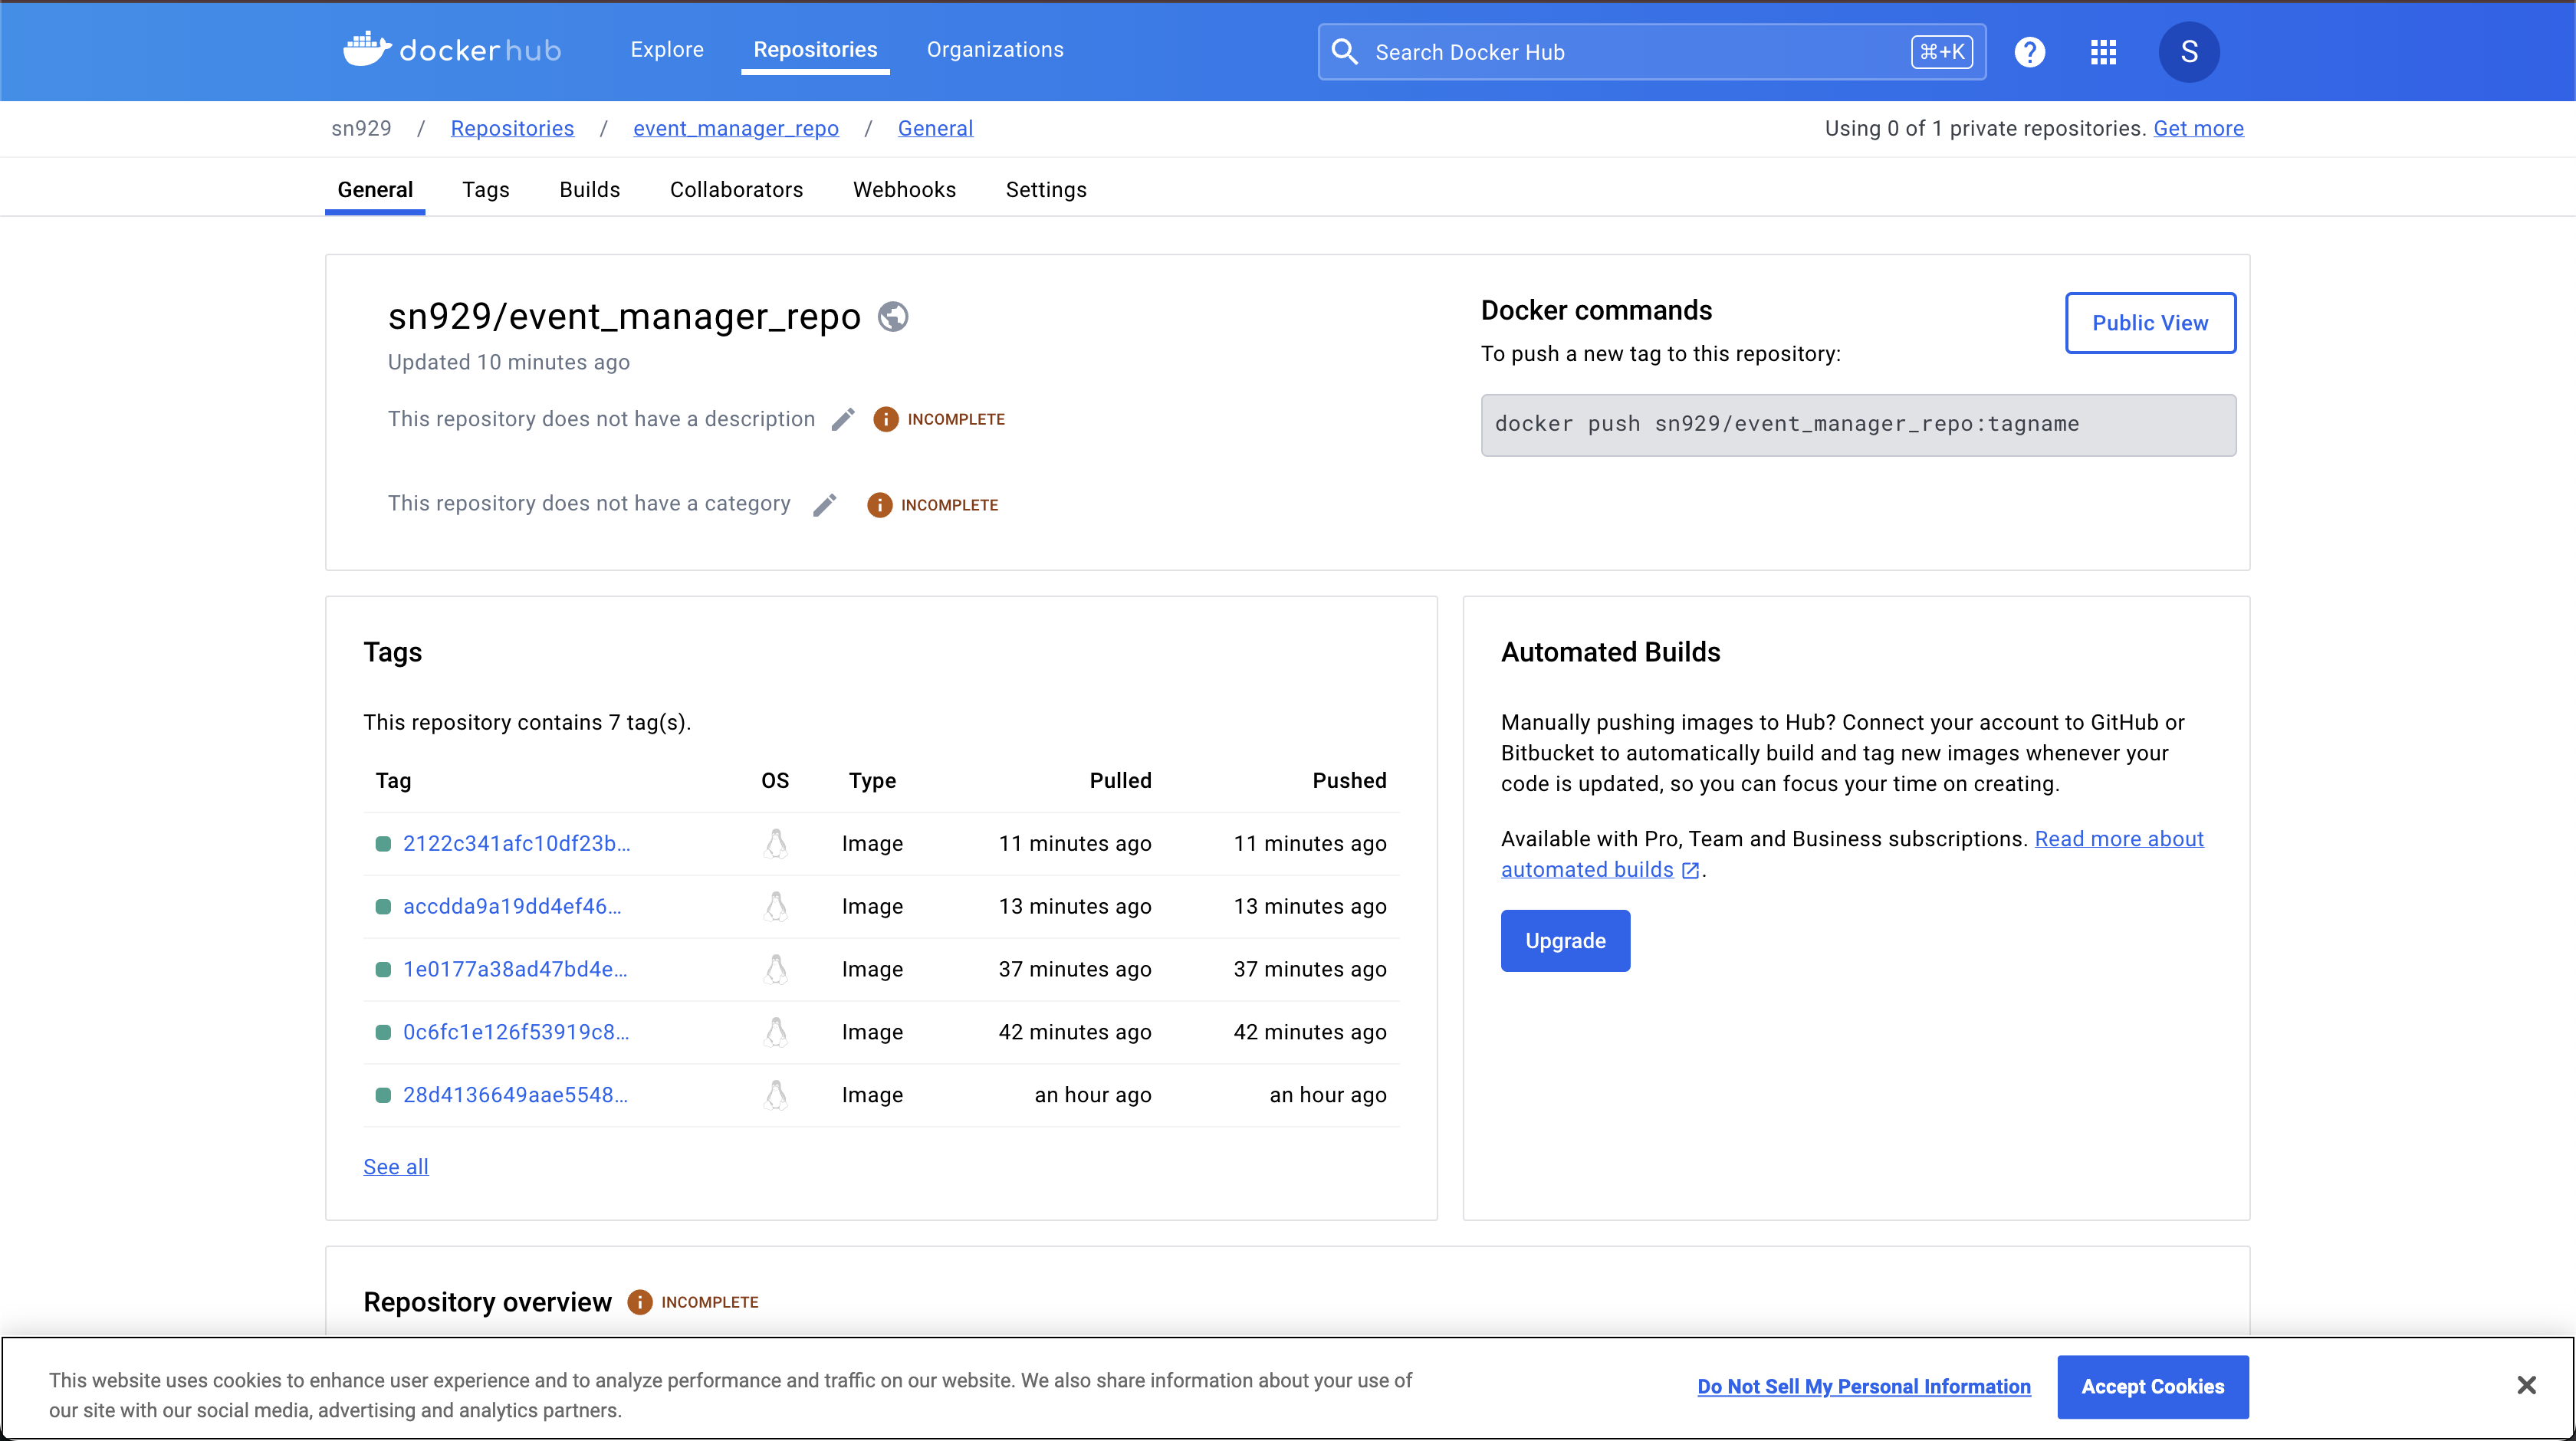 docker hub
Explore
Repositories
Organizations
Search Docker Hub
⌘+K
?
S
sn929 / Repositories / event_manager_repo / General
Using 0 of 1 private repositories. Get more
General
Tags
Builds
Collaborators
Webhooks
Settings
sn929/event_manager_repo
Updated 10 minutes ago
This repository does not have a description
INCOMPLETE
This repository does not have a category
INCOMPLETE
Docker commands
Public View
To push a new tag to this repository:
docker push sn929/event_manager_repo:tagname
Tags
This repository contains 7 tag(s).
Tag OS Type Pulled Pushed
2122c341afc10df23b... Image 11 minutes ago 11 minutes ago
accdda9a19dd4ef46... Image 13 minutes ago 13 minutes ago
1e0177a38ad47bd4e... Image 37 minutes ago 37 minutes ago
0c6fc1e126f53919c8... Image 42 minutes ago 42 minutes ago
28d4136649aae5548... Image an hour ago an hour ago
See all
Automated Builds
Manually pushing images to Hub? Connect your account to GitHub or
Bitbucket to automatically build and tag new images whenever your
code is updated, so you can focus your time on creating.
Available with Pro, Team and Business subscriptions. Read more about
automated builds.
Upgrade
Repository overview
INCOMPLETE
This website uses cookies to enhance user experience and to analyze performance and traffic on our website. We also share information about your use of
our site with our social media, advertising and analytics partners.
Do Not Sell My Personal Information
Accept Cookies